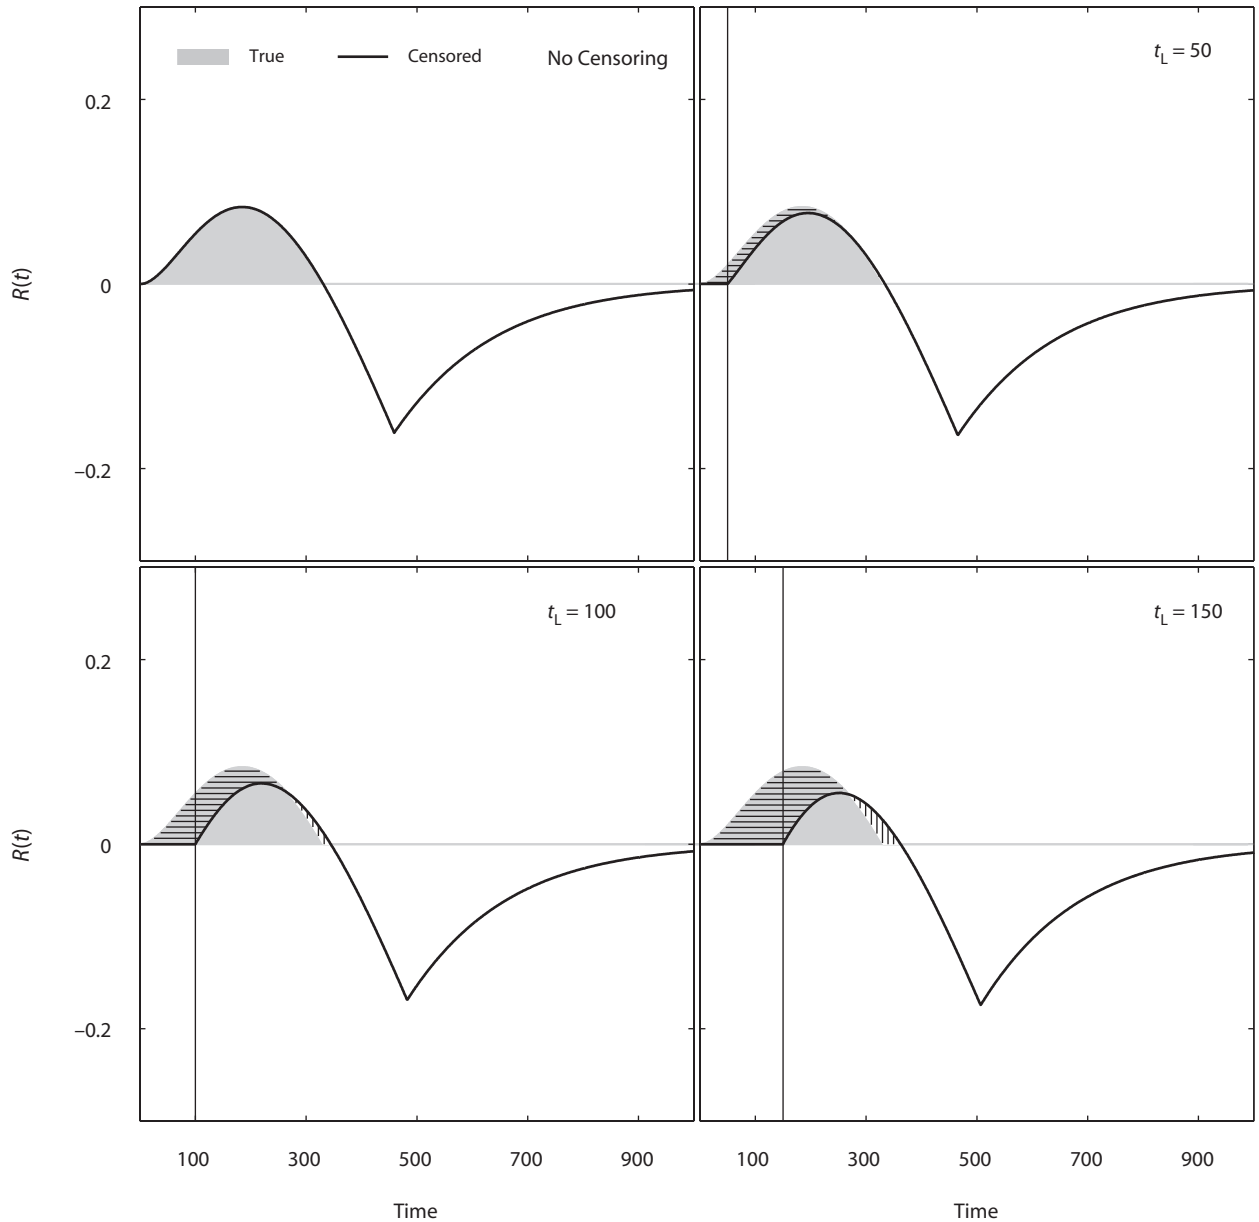 True
Censored
No Censoring
t_L = 50
0.2
0
−0.2
R(t)
t_L = 100
t_L = 150
0.2
0
−0.2
R(t)
100 300 500 700 900
100 300 500 700 900
Time
Time